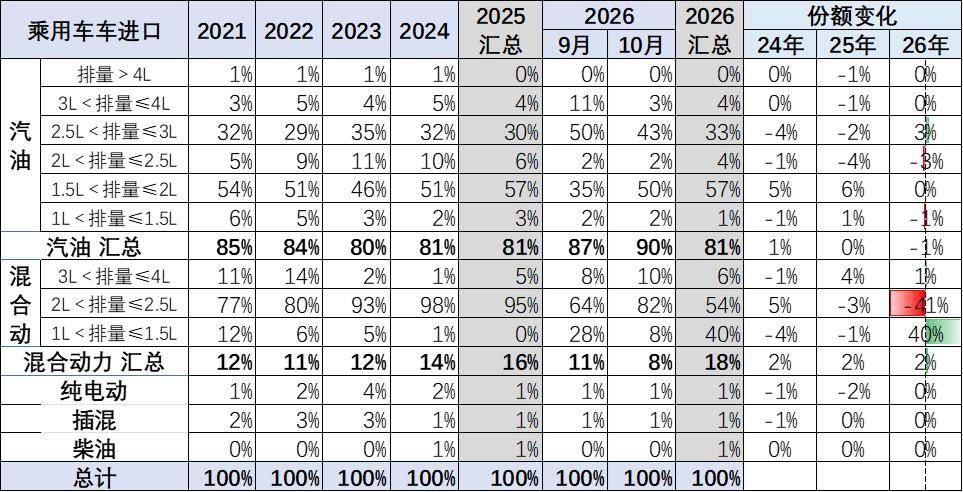 乘用车车进口 2021 2022 2023 2024 2025 汇总 2026 2026 汇总 份额变化
9月 10月 24年 25年 26年
汽油
排量＞4L 1% 1% 1% 1% 0% 0% 0% 0% 0% -1% 0%
3L＜排量≤4L 3% 5% 4% 5% 4% 11% 3% 4% 0% -1% 0%
2.5L＜排量≤3L 32% 29% 35% 32% 30% 50% 43% 33% -4% -2% 3%
2L＜排量≤2.5L 5% 9% 11% 10% 6% 2% 2% 4% -1% -4% -3%
1.5L＜排量≤2L 54% 51% 46% 51% 57% 35% 50% 57% 5% 6% 0%
1L＜排量≤1.5L 6% 5% 3% 2% 3% 2% 2% 1% -1% 1% -1%
汽油 汇总 85% 84% 80% 81% 81% 87% 90% 81% 1% 0% -1%
混合动
3L＜排量≤4L 11% 14% 2% 1% 5% 8% 10% 6% -1% 4% 1%
2L＜排量≤2.5L 77% 80% 93% 98% 95% 64% 82% 54% 5% -3% -41%
1L＜排量≤1.5L 12% 6% 5% 1% 0% 28% 8% 40% -4% -1% 40%
混合动力 汇总 12% 11% 12% 14% 16% 11% 8% 18% 2% 2% 2%
纯电动 1% 2% 4% 2% 1% 1% 1% 1% -1% -2% 0%
插混 2% 3% 3% 1% 1% 1% 1% 1% -1% 0% 0%
柴油 0% 0% 0% 1% 1% 0% 0% 1% 0% 0% 0%
总计 100% 100% 100% 100% 100% 100% 100% 100%